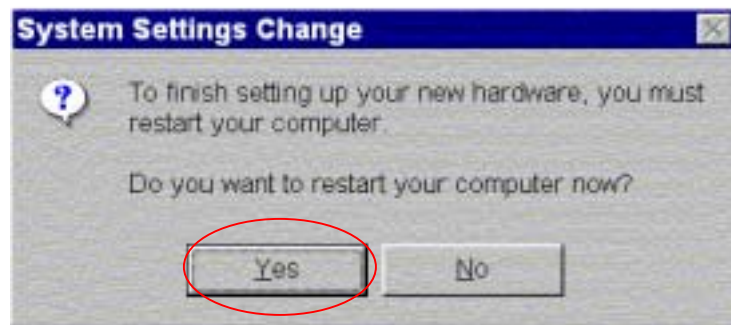 System Settings Change
To finish setting up your new hardware, you must
restart your computer.
Do you want to restart your computer now?
Yes
No